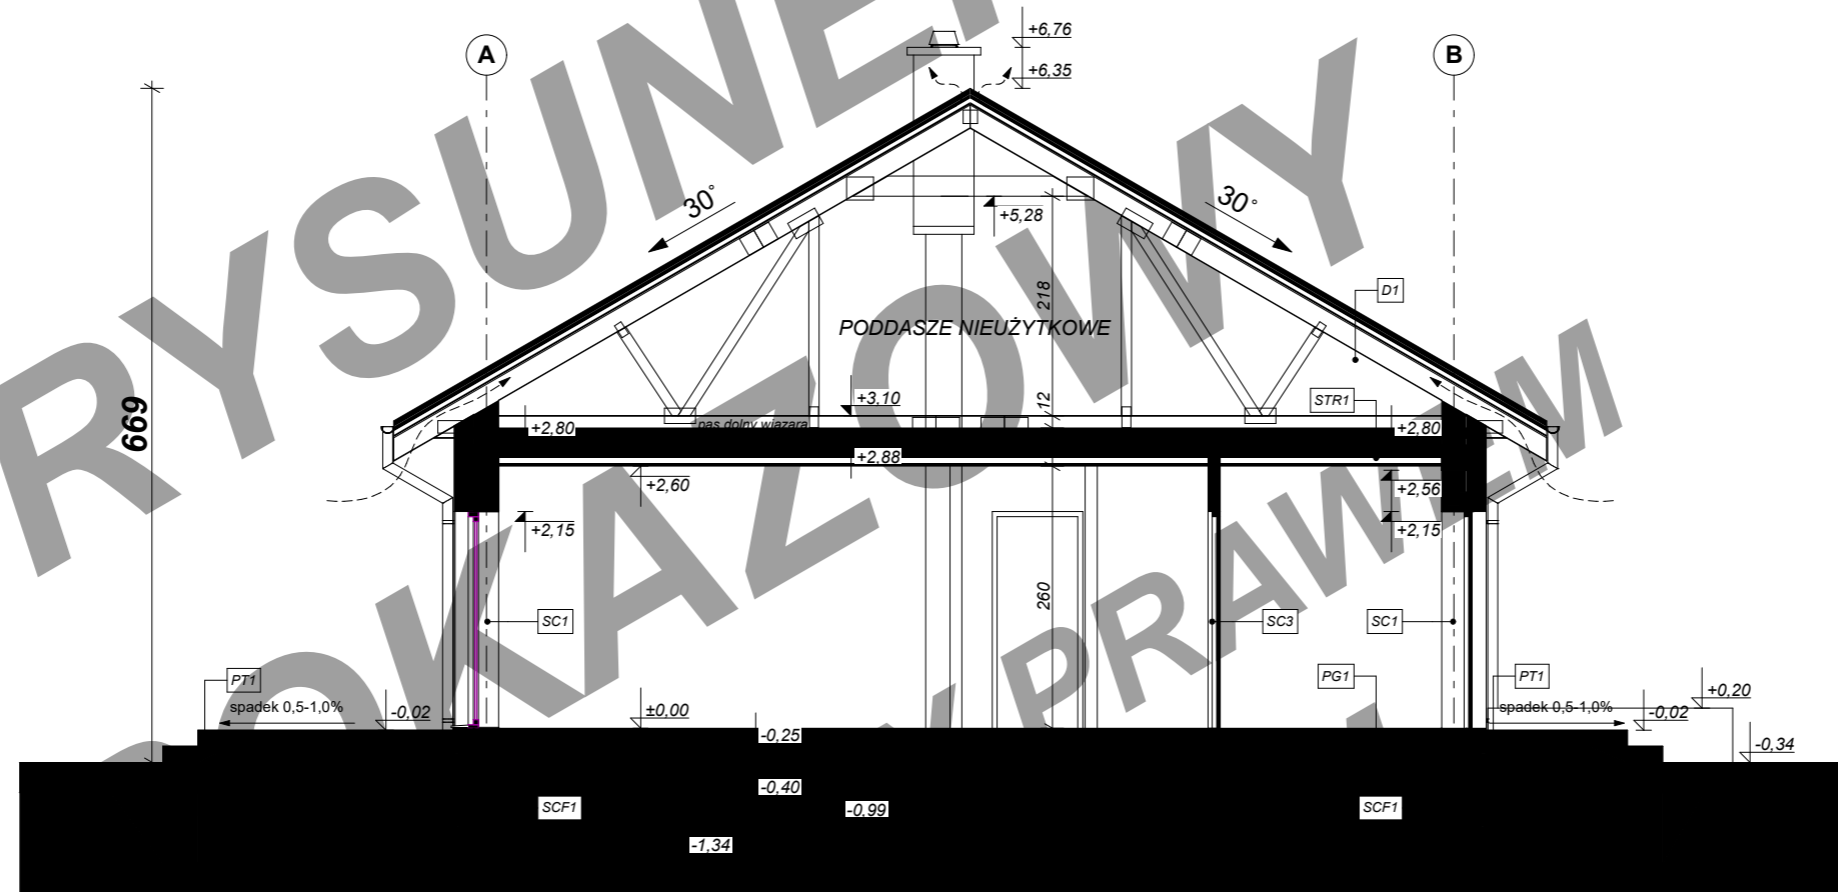 RYSUNEK
POKAZOWY
PRAWEM
A
B
+6,76
+6,35
669
30°
30°
+5,28
218
D1
PODDASZE NIEUŻYTKOWE
STR1
+3,10
12
+2,80
pas dolny wiązara
+2,80
+2,88
+2,60
+2,56
+2,15
+2,15
260
SC1
SC3
SC1
PT1
PG1
PT1
spadek 0,5-1,0%
-0,02
±0,00
spadek 0,5-1,0%
+0,20
-0,02
-0,25
-0,34
-0,40
SCF1
-0.99
SCF1
-1,34